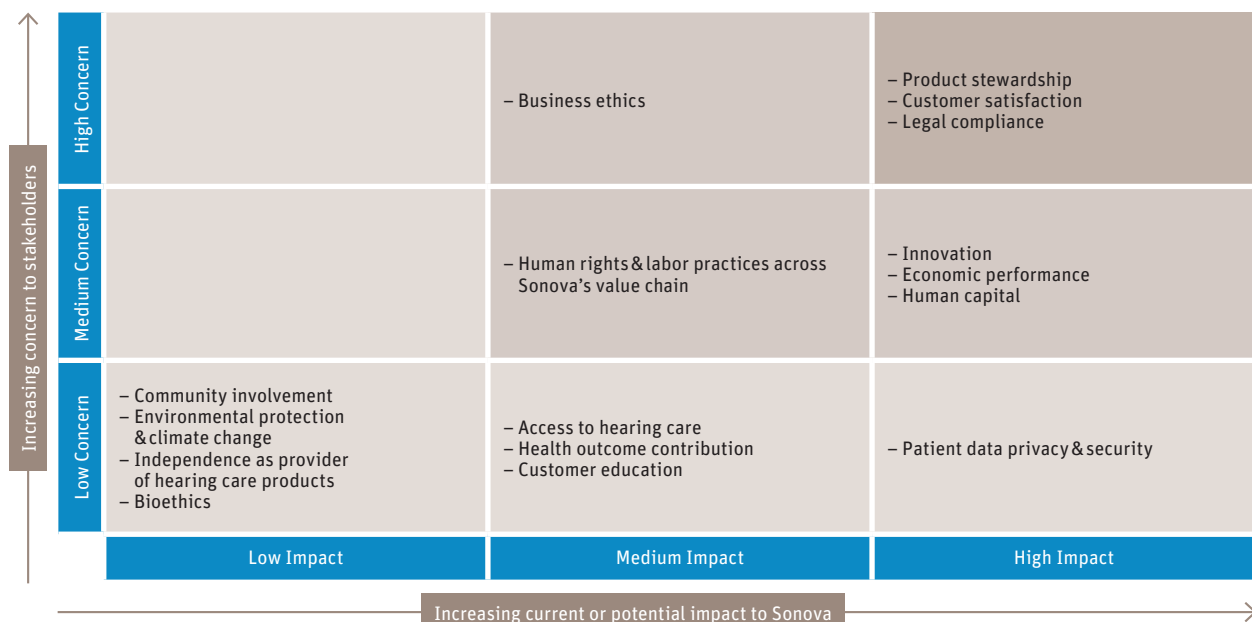 Increasing concern to stakeholders
High Concern
– Business ethics
– Product stewardship
– Customer satisfaction
– Legal compliance
Medium Concern
– Human rights & labor practices across
Sonova's value chain
– Innovation
– Economic performance
– Human capital
Low Concern
– Community involvement
– Environmental protection
& climate change
– Independence as provider
of hearing care products
– Bioethics
– Access to hearing care
– Health outcome contribution
– Customer education
– Patient data privacy & security
Low Impact
Medium Impact
High Impact
Increasing current or potential impact to Sonova